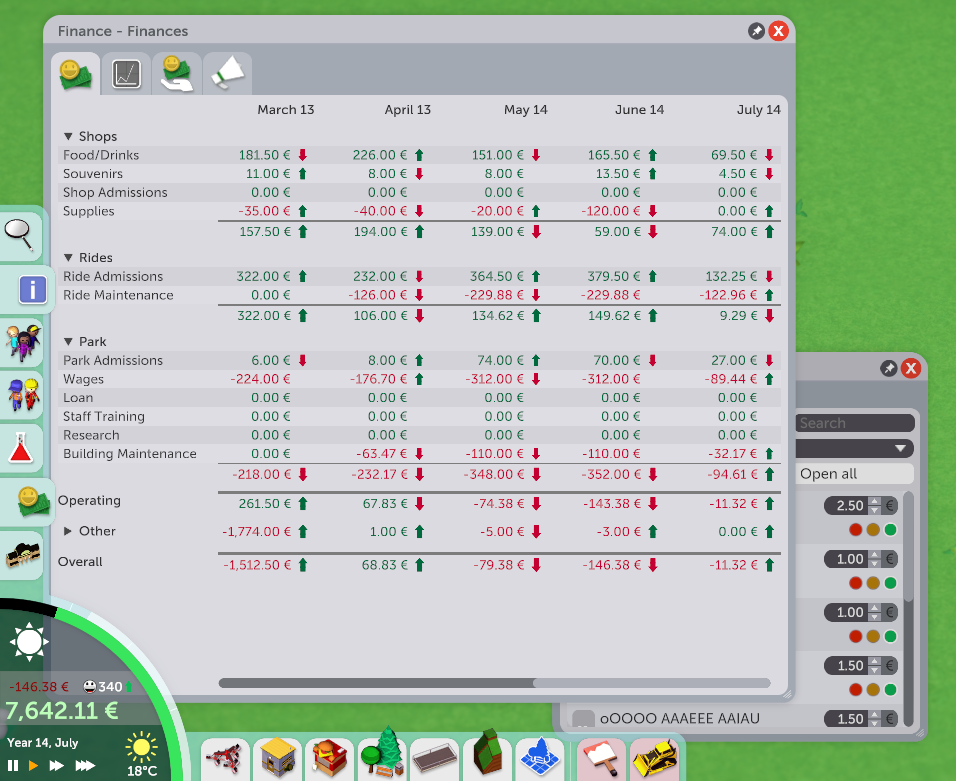 Finance - Finances
March 13 April 13 May 14 June 14 July 14
▼ Shops
Food/Drinks 181.50 € 226.00 € 151.00 € 165.50 € 69.50 €
Souvenirs 11.00 € 8.00 € 8.00 € 13.50 € 4.50 €
Shop Admissions 0.00 € 0.00 € 0.00 € 0.00 € 0.00 €
Supplies -35.00 € -40.00 € -20.00 € -120.00 € 0.00 €
157.50 € 194.00 € 139.00 € 59.00 € 74.00 €
▼ Rides
Ride Admissions 322.00 € 232.00 € 364.50 € 379.50 € 132.25 €
Ride Maintenance 0.00 € -126.00 € -229.88 € -229.88 € -122.96 €
322.00 € 106.00 € 134.62 € 149.62 € 9.29 €
▼ Park
Park Admissions 6.00 € 8.00 € 74.00 € 70.00 € 27.00 €
Wages -224.00 € -176.70 € -312.00 € -312.00 € -89.44 €
Loan 0.00 € 0.00 € 0.00 € 0.00 € 0.00 €
Staff Training 0.00 € 0.00 € 0.00 € 0.00 € 0.00 €
Research 0.00 € 0.00 € 0.00 € 0.00 € 0.00 €
Building Maintenance 0.00 € -63.47 € -110.00 € -110.00 € -32.17 €
-218.00 € -232.17 € -348.00 € -352.00 € -94.61 €
Operating 261.50 € 67.83 € -74.38 € -143.38 € -11.32 €
▶ Other -1,774.00 € 1.00 € -5.00 € -3.00 € 0.00 €
Overall -1,512.50 € 68.83 € -79.38 € -146.38 € -11.32 €
Search
Open all
2.50 €
1.00 €
1.00 €
1.50 €
oOOOO AAAEEE AAIAU 1.50 €
-146.38 € 340
7,642.11 €
Year 14, July
18°C